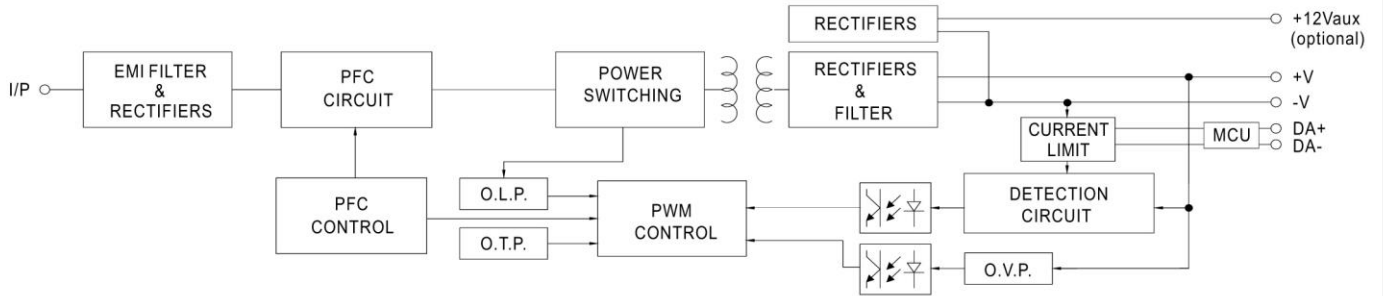 RECTIFIERS
+12Vaux
(optional)
I/P
EMI FILTER
&
RECTIFIERS
PFC
CIRCUIT
POWER
SWITCHING
RECTIFIERS
&
FILTER
+V
-V
CURRENT
LIMIT
MCU
DA+
DA-
PFC
CONTROL
O.L.P.
O.T.P.
PWM
CONTROL
DETECTION
CIRCUIT
O.V.P.